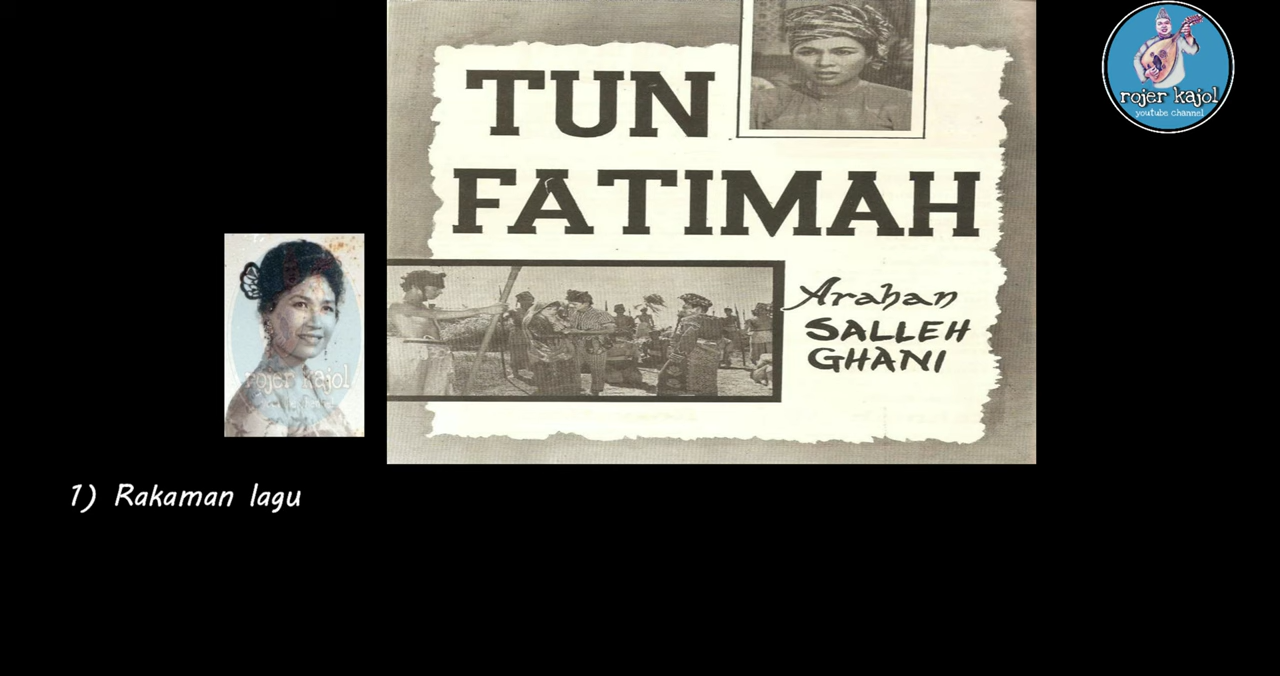 TUN
FATIMAH
Arahan
SALLEH
GHANI
rojer kajol
youtube channel
rojer kajol
1) Rakaman lagu